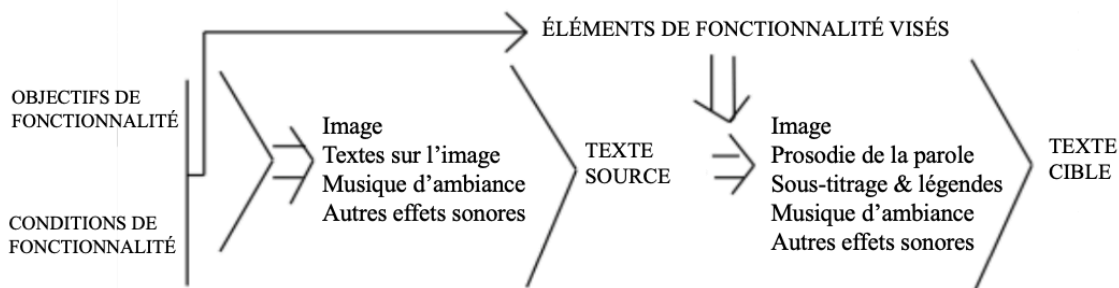 ÉLÉMENTS DE FONCTIONNALITÉ VISÉS
OBJECTIFS DE
FONCTIONNALITÉ
CONDITIONS DE
FONCTIONNALITÉ
Image
Textes sur l’image
Musique d’ambiance
Autres effets sonores
TEXTE
SOURCE
Image
Prosodie de la parole
Sous-titrage & légendes
Musique d’ambiance
Autres effets sonores
TEXTE
CIBLE